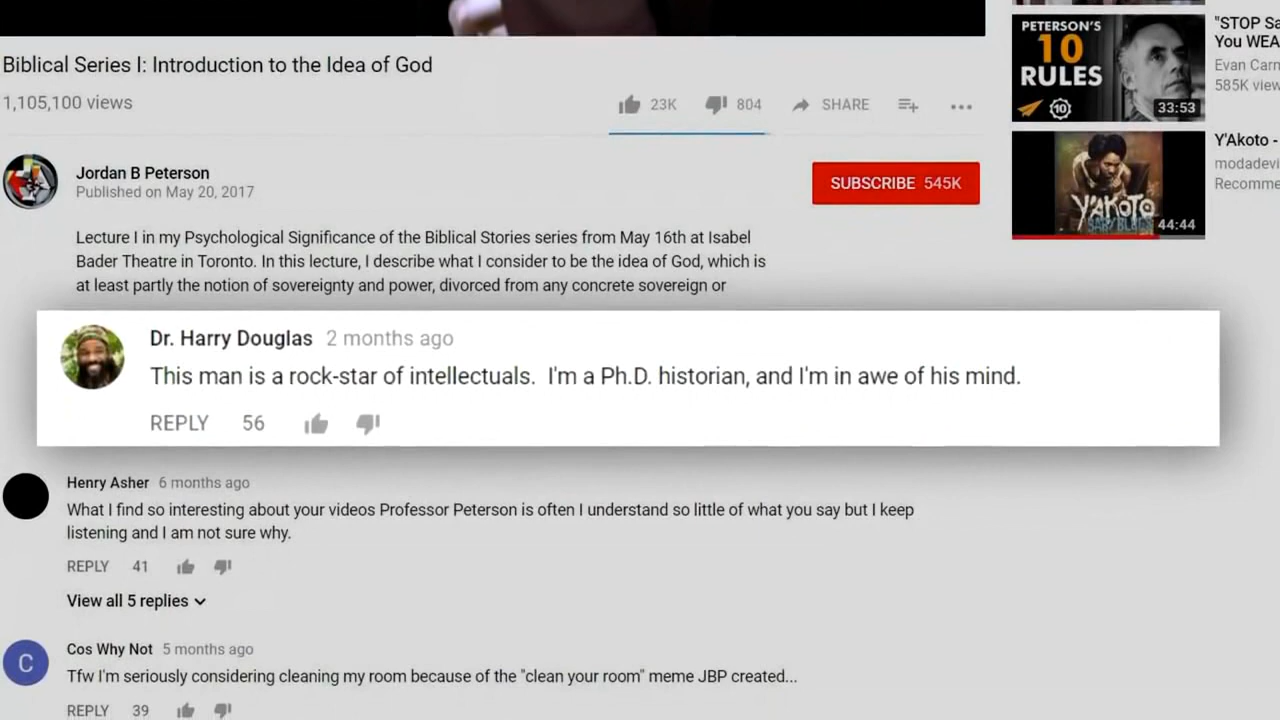 Biblical Series I: Introduction to the Idea of God
1,105,100 views
23K
804
SHARE
Jordan B Peterson
Published on May 20, 2017
SUBSCRIBE 545K
Lecture I in my Psychological Significance of the Biblical Stories series from May 16th at Isabel
Bader Theatre in Toronto. In this lecture, I describe what I consider to be the idea of God, which is
at least partly the notion of sovereignty and power, divorced from any concrete sovereign or
Dr. Harry Douglas 2 months ago
This man is a rock-star of intellectuals. I'm a Ph.D. historian, and I'm in awe of his mind.
REPLY 56
Henry Asher 6 months ago
What I find so interesting about your videos Professor Peterson is often I understand so little of what you say but I keep
listening and I am not sure why.
REPLY 41
View all 5 replies
C
Cos Why Not 5 months ago
Tfw I'm seriously considering cleaning my room because of the "clean your room" meme JBP created...
REPLY 39
PETERSON'S
10
RULES
10
33:53
"STOP Sa
You WEA
Evan Carn
585K view
Y'AKOTO
44:44
Y'Akoto -
modadevi
Recomme